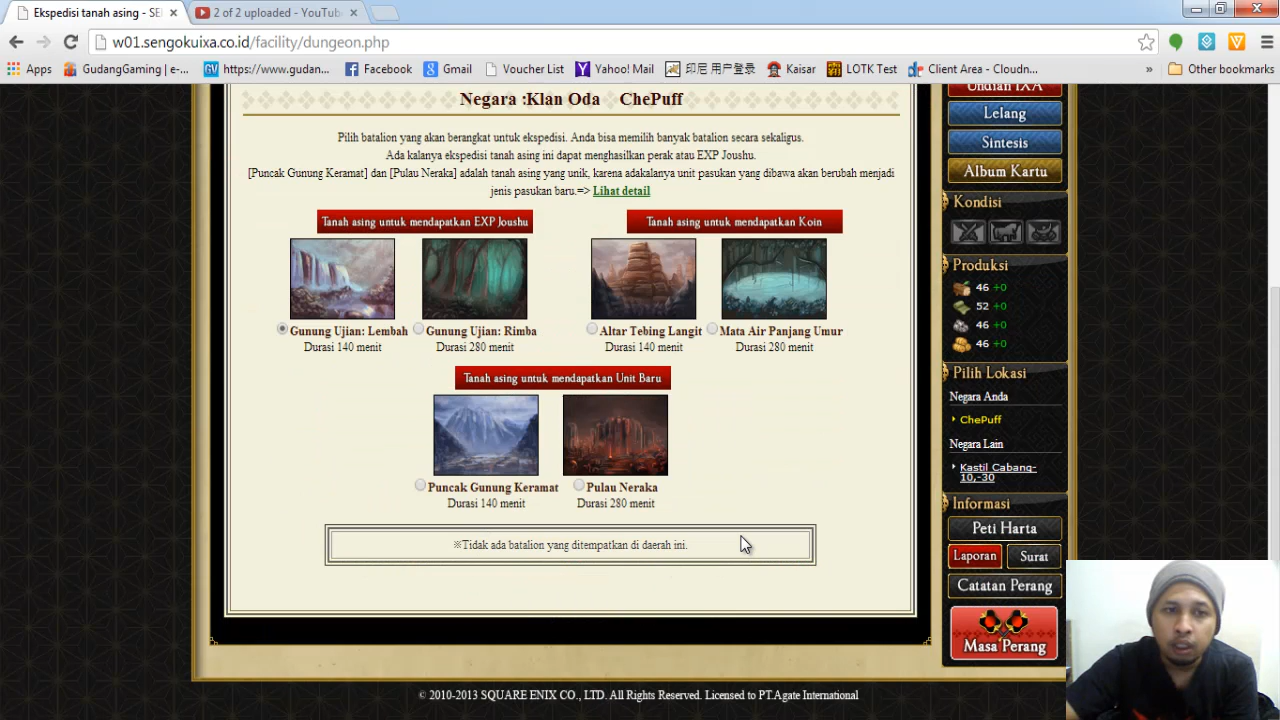 Ekspedisi tanah asing - SE
2 of 2 uploaded - YouTub
w01.sengokuixa.co.id/facility/dungeon.php
Apps
GudangGaming | e-...
https://www.gudan...
Facebook
Gmail
Voucher List
Yahoo! Mail
印尼 用户登录
Kaisar
LOTK Test
Client Area - Cloudn...
»
Other bookmarks
Negara :Klan Oda ChePuff
Pilih batalion yang akan berangkat untuk ekspedisi. Anda bisa memilih banyak batalion secara sekaligus.
Ada kalanya ekspedisi tanah asing ini dapat menghasilkan perak atau EXP Joushu.
[Puncak Gunung Keramat] dan [Pulau Neraka] adalah tanah asing yang unik, karena adakalanya unit pasukan yang dibawa akan berubah menjadi
jenis pasukan baru.=> Lihat detail
Tanah asing untuk mendapatkan EXP Joushu
Tanah asing untuk mendapatkan Koin
Gunung Ujian: Lembah
Durasi 140 menit
Gunung Ujian: Rimba
Durasi 280 menit
Altar Tebing Langit
Durasi 140 menit
Mata Air Panjang Umur
Durasi 280 menit
Tanah asing untuk mendapatkan Unit Baru
Puncak Gunung Keramat
Durasi 140 menit
Pulau Neraka
Durasi 280 menit
※Tidak ada batalion yang ditempatkan di daerah ini.
Undian IXA
Lelang
Sintesis
Album Kartu
Kondisi
Produksi
46 +0
52 +0
46 +0
46 +0
Pilih Lokasi
Negara Anda
ChePuff
Negara Lain
Kastil Cabang-
10,-30
Informasi
Peti Harta
Laporan
Surat
Catatan Perang
Masa Perang
© 2010-2013 SQUARE ENIX CO., LTD. All Rights Reserved. Licensed to PT.Agate International